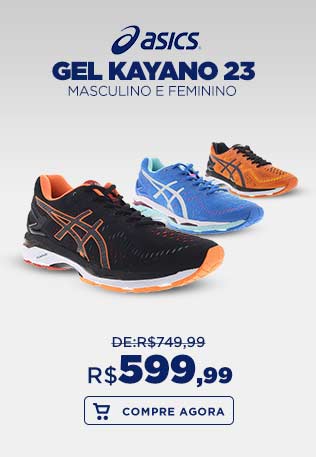 asics
GEL KAYANO 23
MASCULINO E FEMININO
DE:R$749,99
R$599,99
COMPRE AGORA